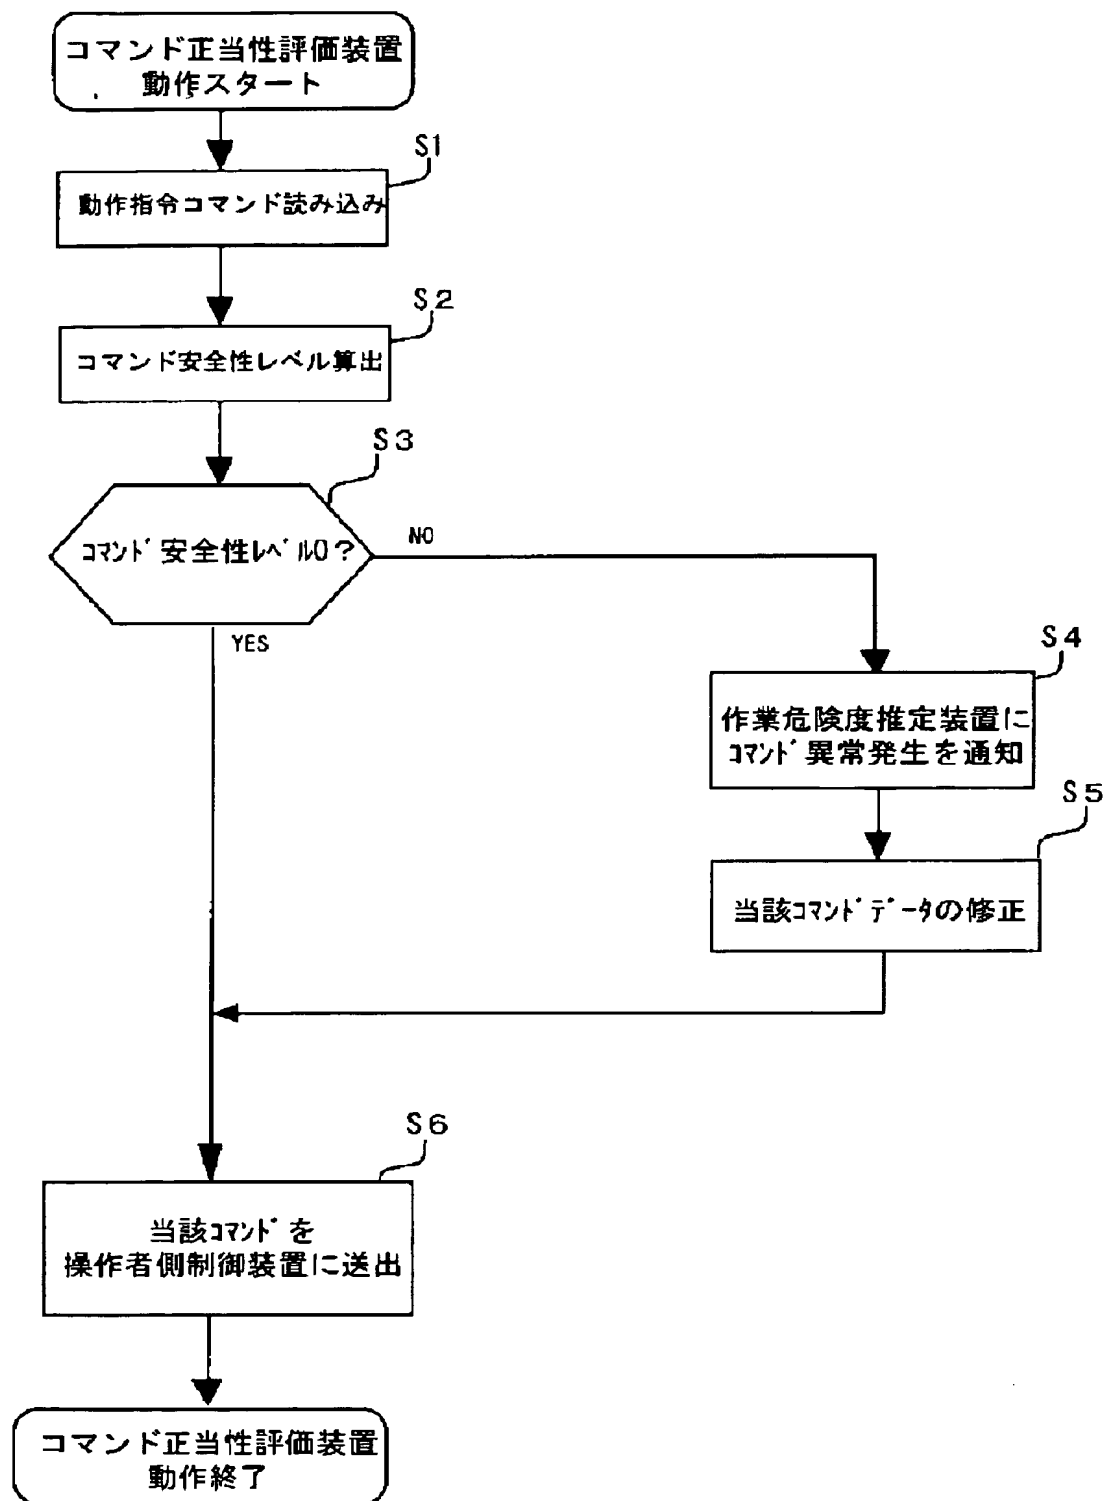 コマンド正当性評価装置
動作スタート
S1
動作指令コマンド読み込み
S2
コマンド安全性レベル算出
S3
ｺﾏﾝﾄﾞ安全性ﾚﾍﾞﾙ0？
NO
YES
S4
作業危険度推定装置に
ｺﾏﾝﾄﾞ異常発生を通知
S5
当該ｺﾏﾝﾄﾞﾃﾞｰﾀの修正
S6
当該ｺﾏﾝﾄﾞを
操作者側制御装置に送出
コマンド正当性評価装置
動作終了